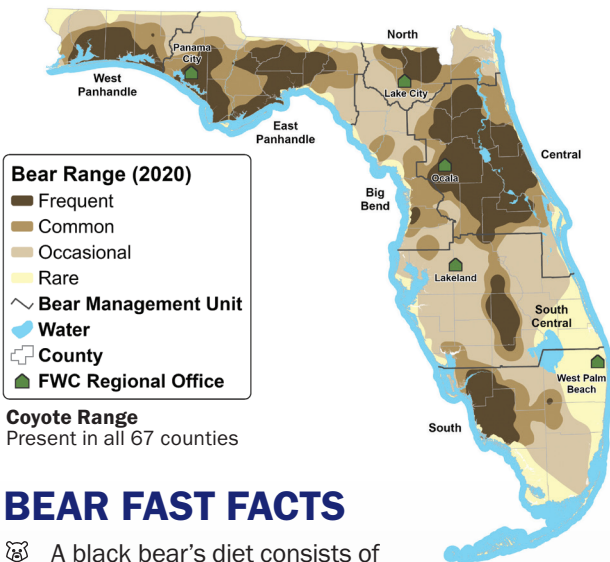 North
Panama
City
Lake City
West
Panhandle
East
Panhandle
Central
Ocala
Big
Bend
Lakeland
South
Central
West Palm
Beach
South
Bear Range (2020)
Frequent
Common
Occasional
Rare
Bear Management Unit
Water
County
FWC Regional Office
Coyote Range
Present in all 67 counties
BEAR FAST FACTS
A black bear’s diet consists of